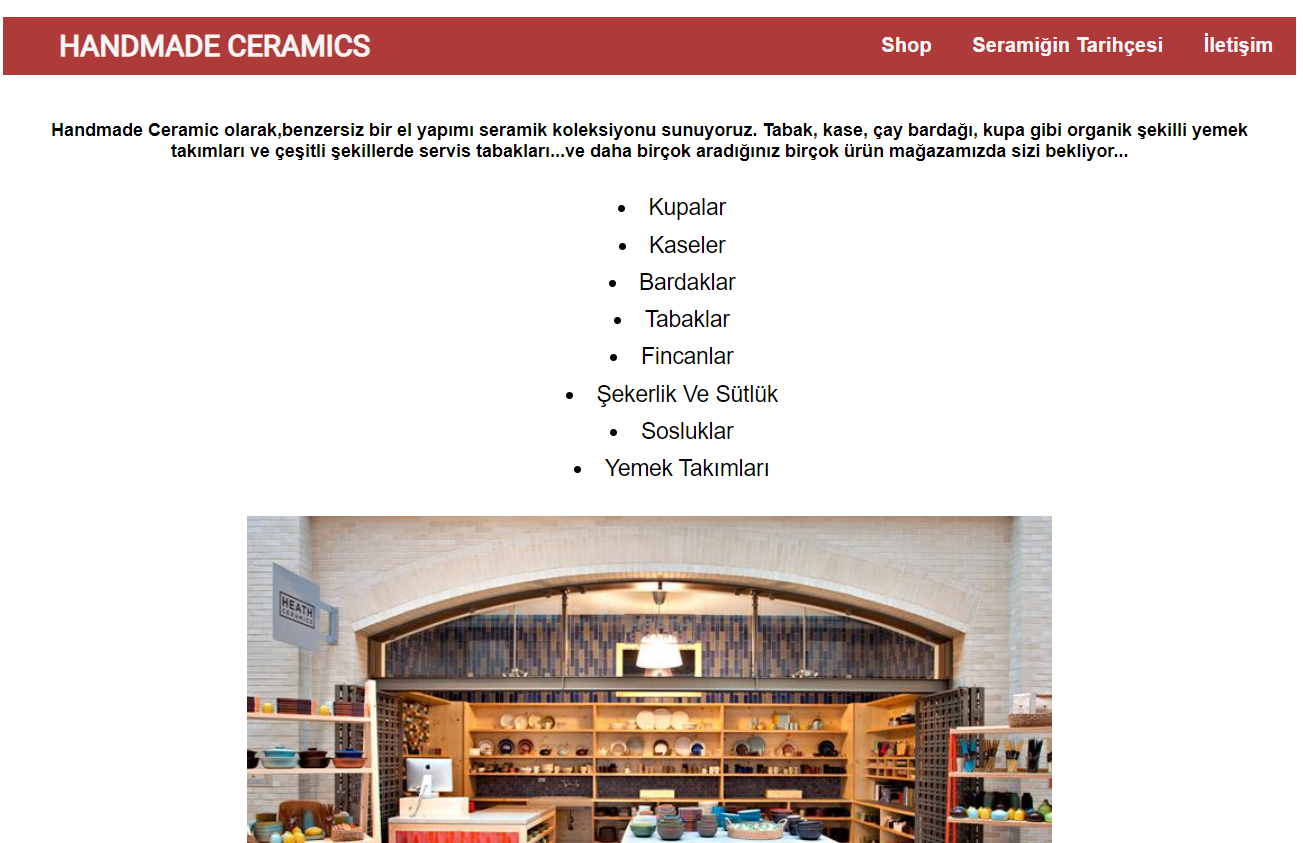 HANDMADE CERAMICS
Shop
Seramiğin Tarihçesi
İletişim
Handmade Ceramic olarak,benzersiz bir el yapımı seramik koleksiyonu sunuyoruz. Tabak, kase, çay bardağı, kupa gibi organik şekilli yemek
takımları ve çeşitli şekillerde servis tabakları...ve daha birçok aradığınız birçok ürün mağazamızda sizi bekliyor...
Kupalar
Kaseler
Bardaklar
Tabaklar
Fincanlar
Şekerlik Ve Sütlük
Sosluklar
Yemek Takımları
HEATH
CERAMICS